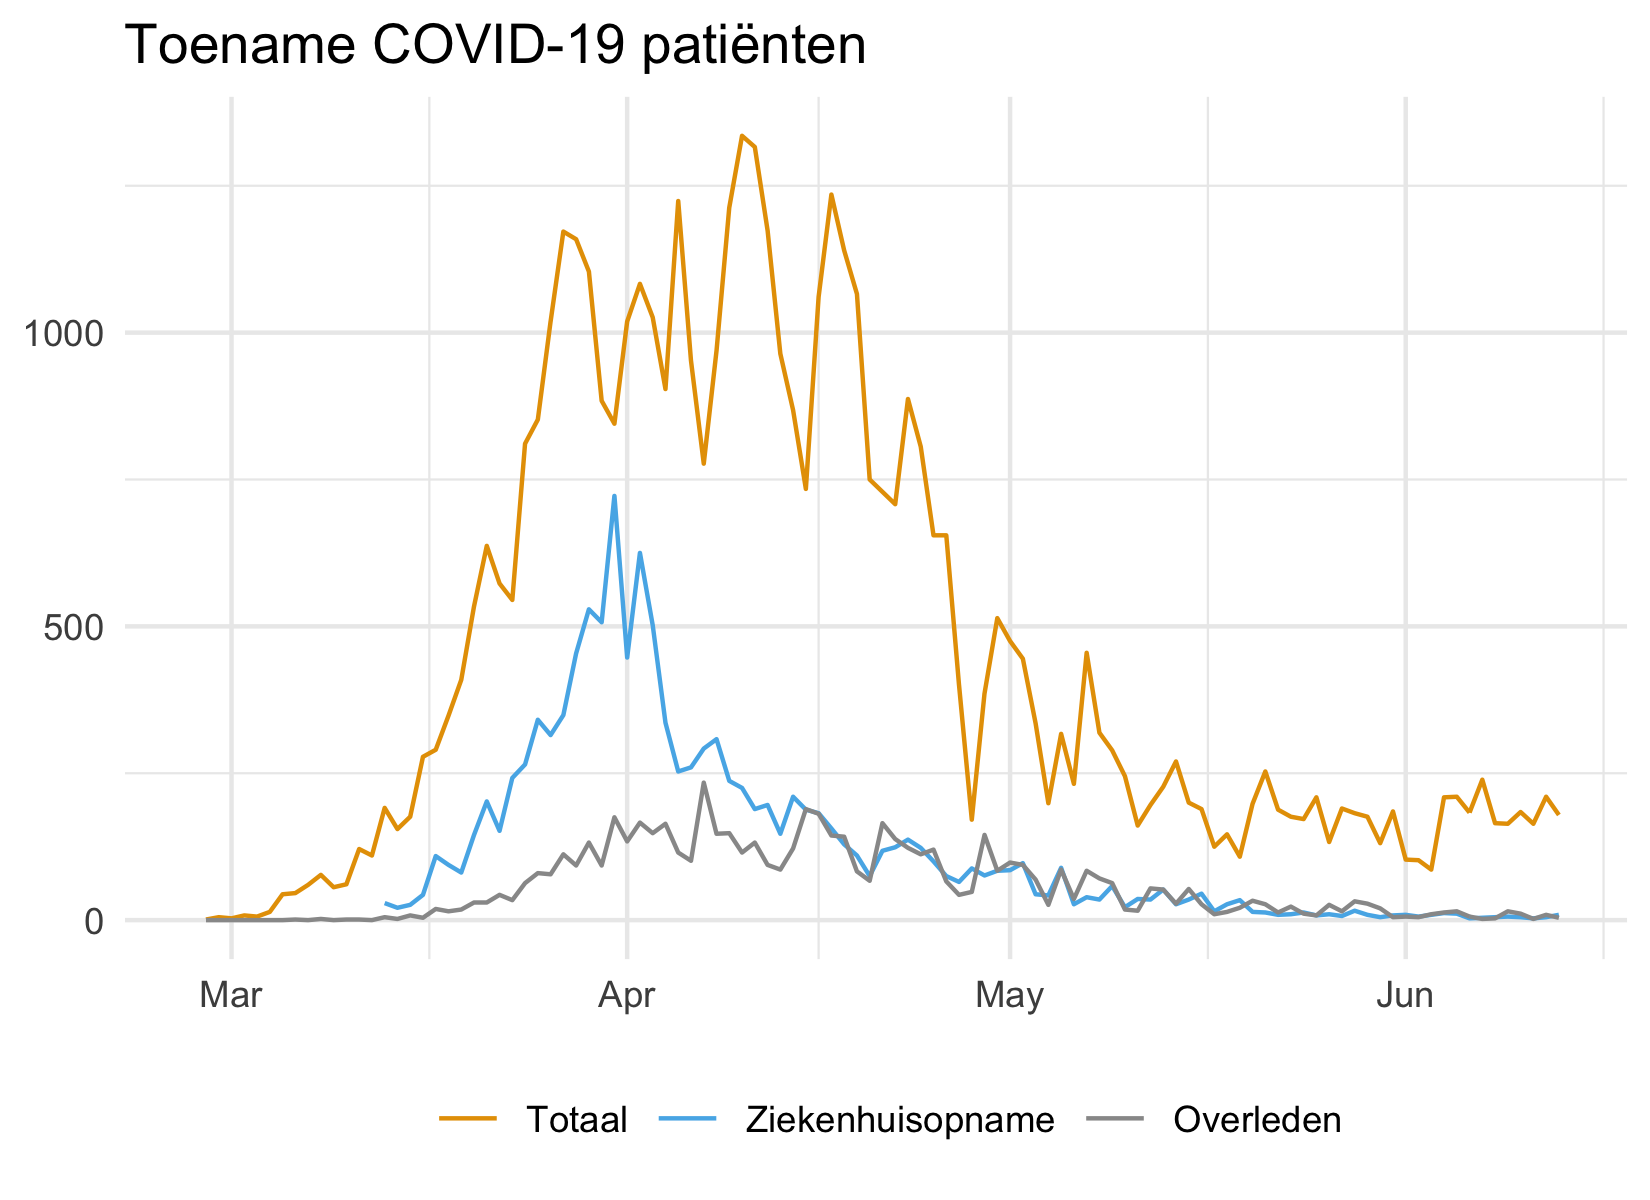 Toename COVID-19 patiënten
1000
500
0
Mar Apr May Jun
Totaal Ziekenhuisopname Overleden